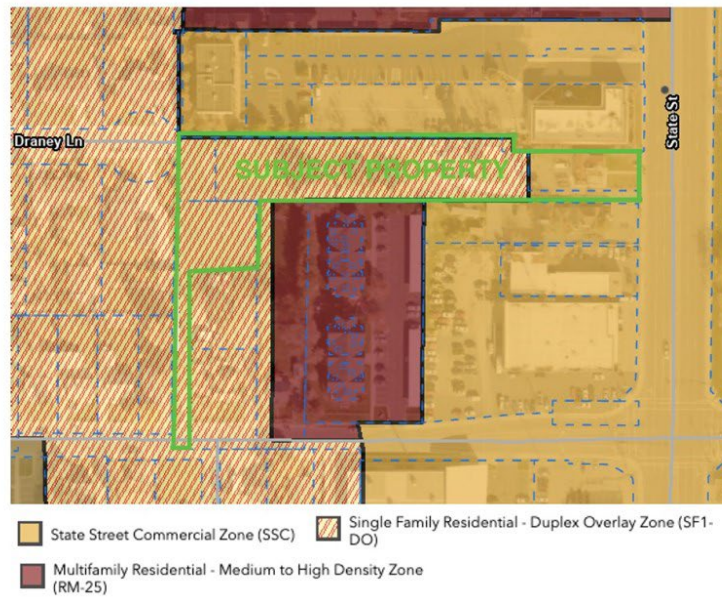 Draney Ln
State St
SUBJECT PROPERTY
State Street Commercial Zone (SSC)
Single Family Residential - Duplex Overlay Zone (SF1-
DO)
Multifamily Residential - Medium to High Density Zone
(RM-25)